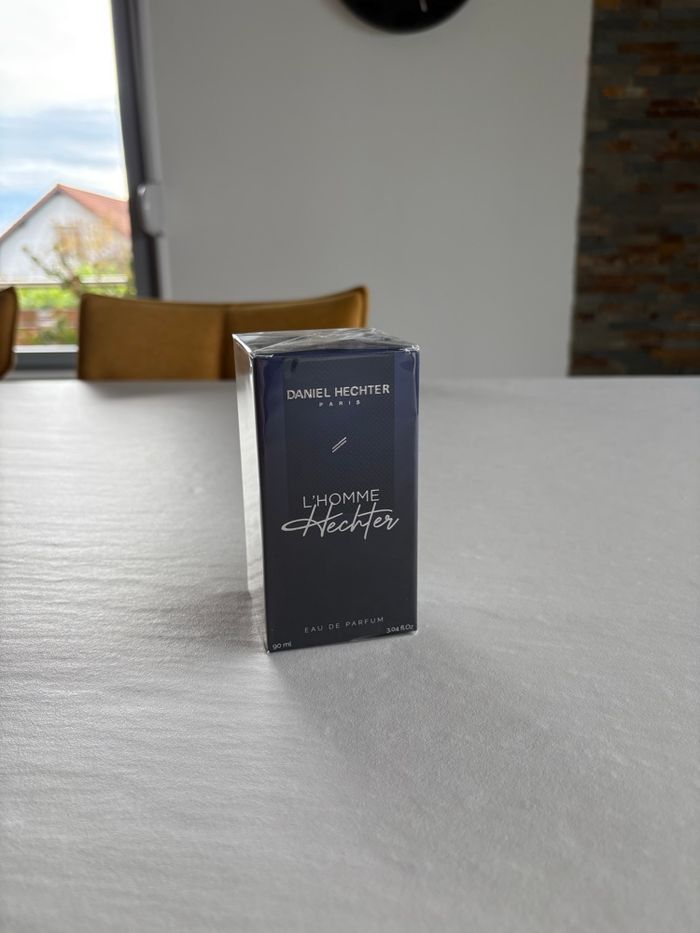 DANIEL HECHTER
PARIS
L'HOMME
Hechter
EAU DE PARFUM
90 ml
3.04 fl.oz